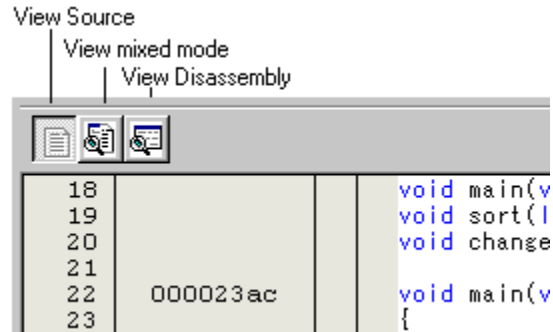 View Source
View mixed mode
View Disassembly
18 void main(v
19 void sort(l
20 void change
21
22 000023ac void main(v
23 {